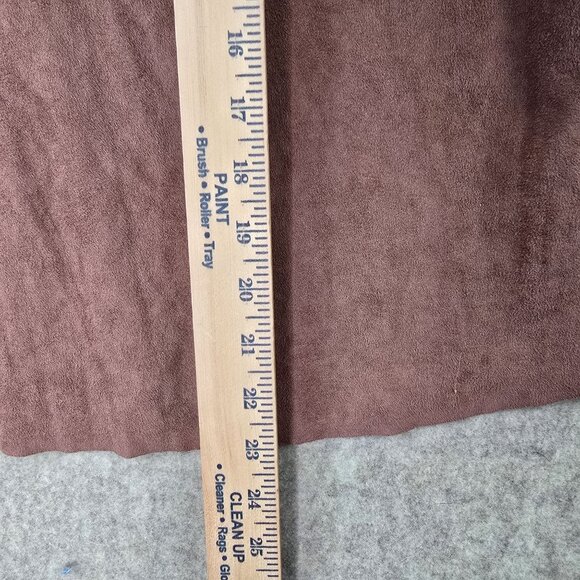 16
17
18
19
20
21
22
23
24
25
PAINT
• Brush • Roller • Tray
CLEAN UP
• Cleaner • Rags • Glo